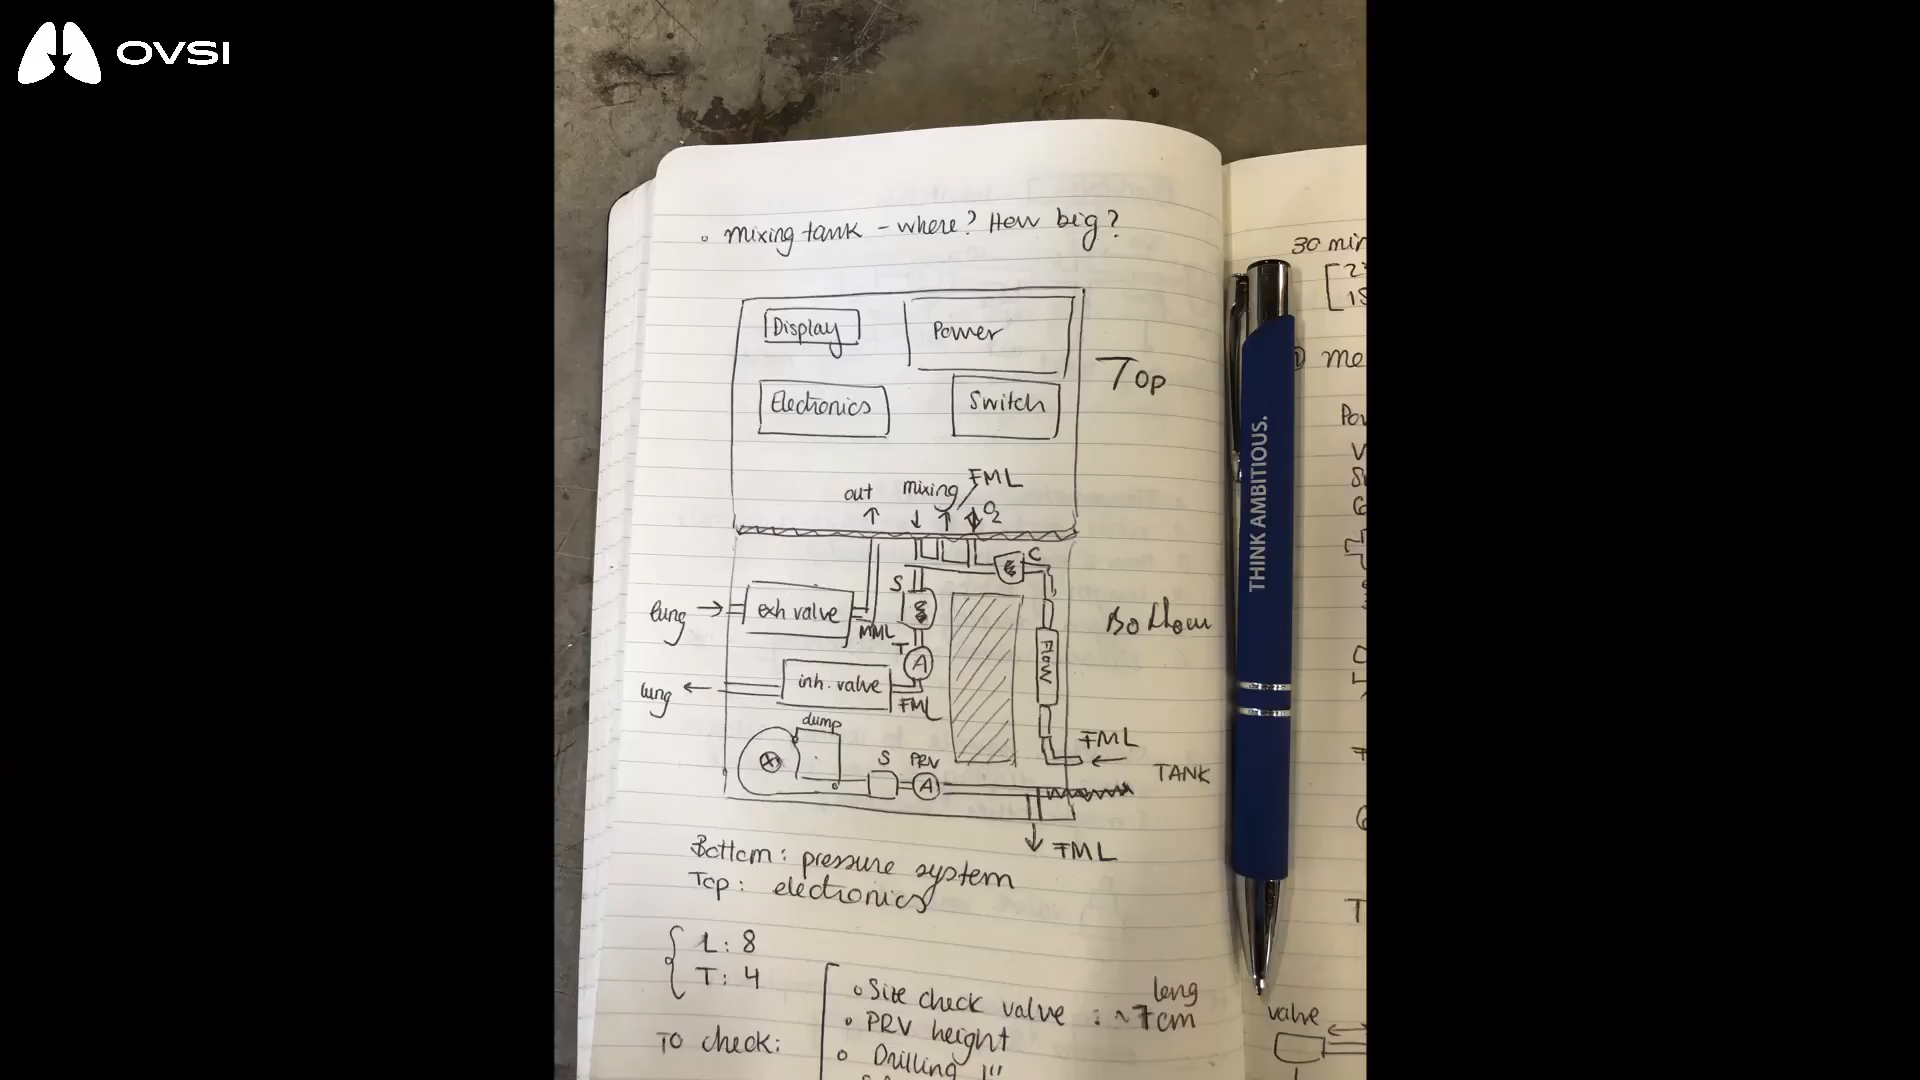 OVSI
• mixing tank - where? How big?
Display
Power
Top
Electronics
Switch
out
mixing
FML
O2
C
S
lung
exh valve
MML
T
A
Bottom
FLOW
lung
inh. valve
FML
dump
S
PRV
A
FML
TANK
FML
Bottom: pressure system
Top: electronics
L: 8
T: 4
To check:
• Size check valve : ~7cm
long
• PRV height
• Drilling 1"
30 min
THINK AMBITIOUS.
valve